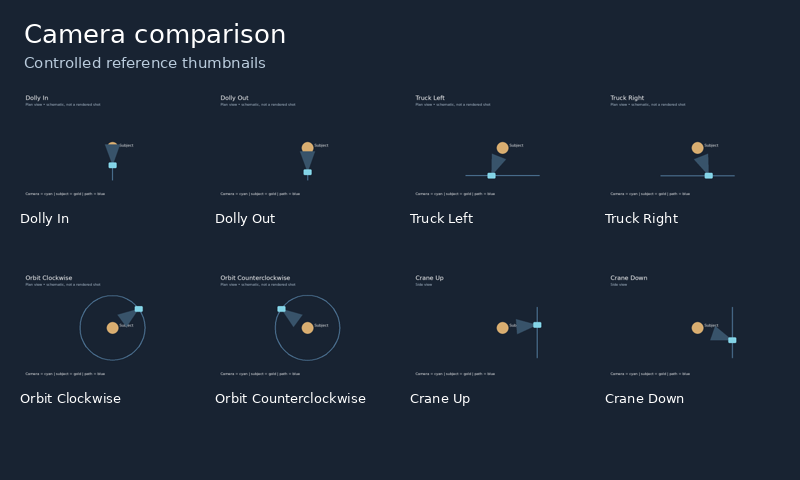 Camera comparison
Controlled reference thumbnails
Dolly In
Plan view • schematic, not a rendered shot
Subject
Camera = cyan | subject = gold | path = blue
Dolly In
Dolly Out
Plan view • schematic, not a rendered shot
Subject
Camera = cyan | subject = gold | path = blue
Dolly Out
Truck Left
Plan view • schematic, not a rendered shot
Subject
Camera = cyan | subject = gold | path = blue
Truck Left
Truck Right
Plan view • schematic, not a rendered shot
Subject
Camera = cyan | subject = gold | path = blue
Truck Right
Orbit Clockwise
Plan view • schematic, not a rendered shot
Subject
Camera = cyan | subject = gold | path = blue
Orbit Clockwise
Orbit Counterclockwise
Plan view • schematic, not a rendered shot
Subject
Camera = cyan | subject = gold | path = blue
Orbit Counterclockwise
Crane Up
Side view
Camera = cyan | subject = gold | path = blue
Crane Up
Crane Down
Side view
Subject
Camera = cyan | subject = gold | path = blue
Crane Down